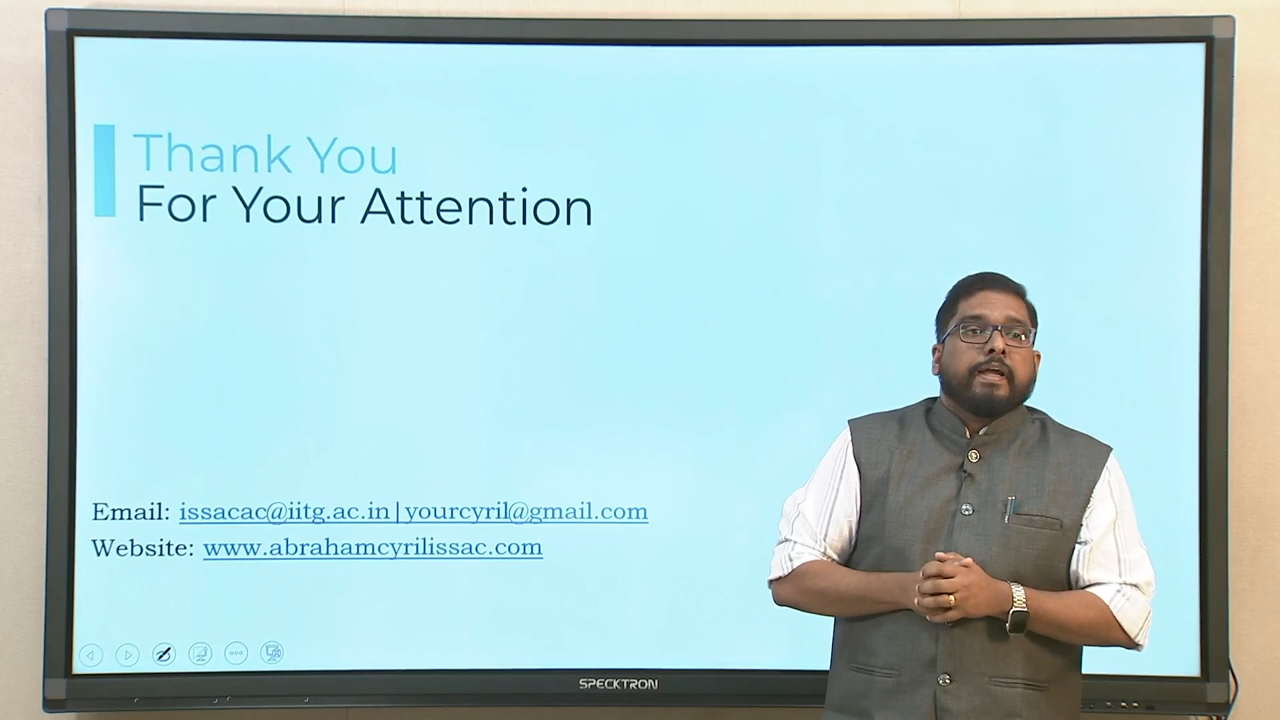 Thank You
For Your Attention
Email: issacac@iitg.ac.in|yourcyril@gmail.com
Website: www.abrahamcyrilissac.com
SPECKTRON